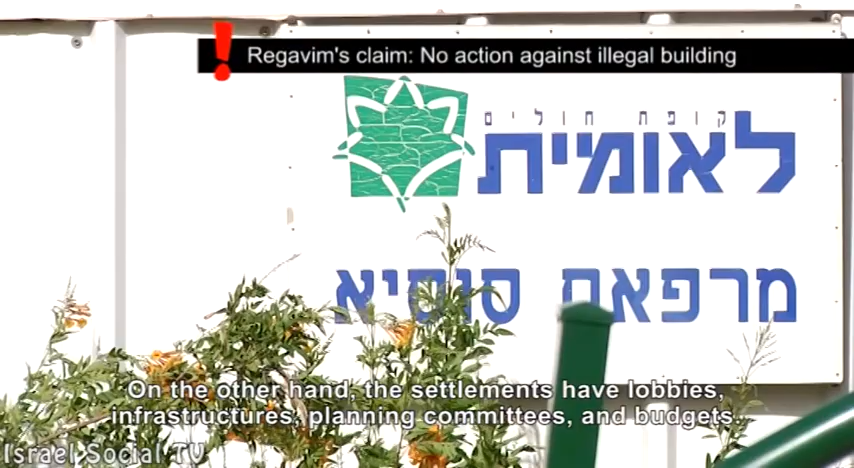 Regavim's claim: No action against illegal building
קופת חולים
לאומית
מרפאת סוסיא
On the other hand, the settlements have lobbies,
infrastructures, planning committees, and budgets.
Israel Social TV